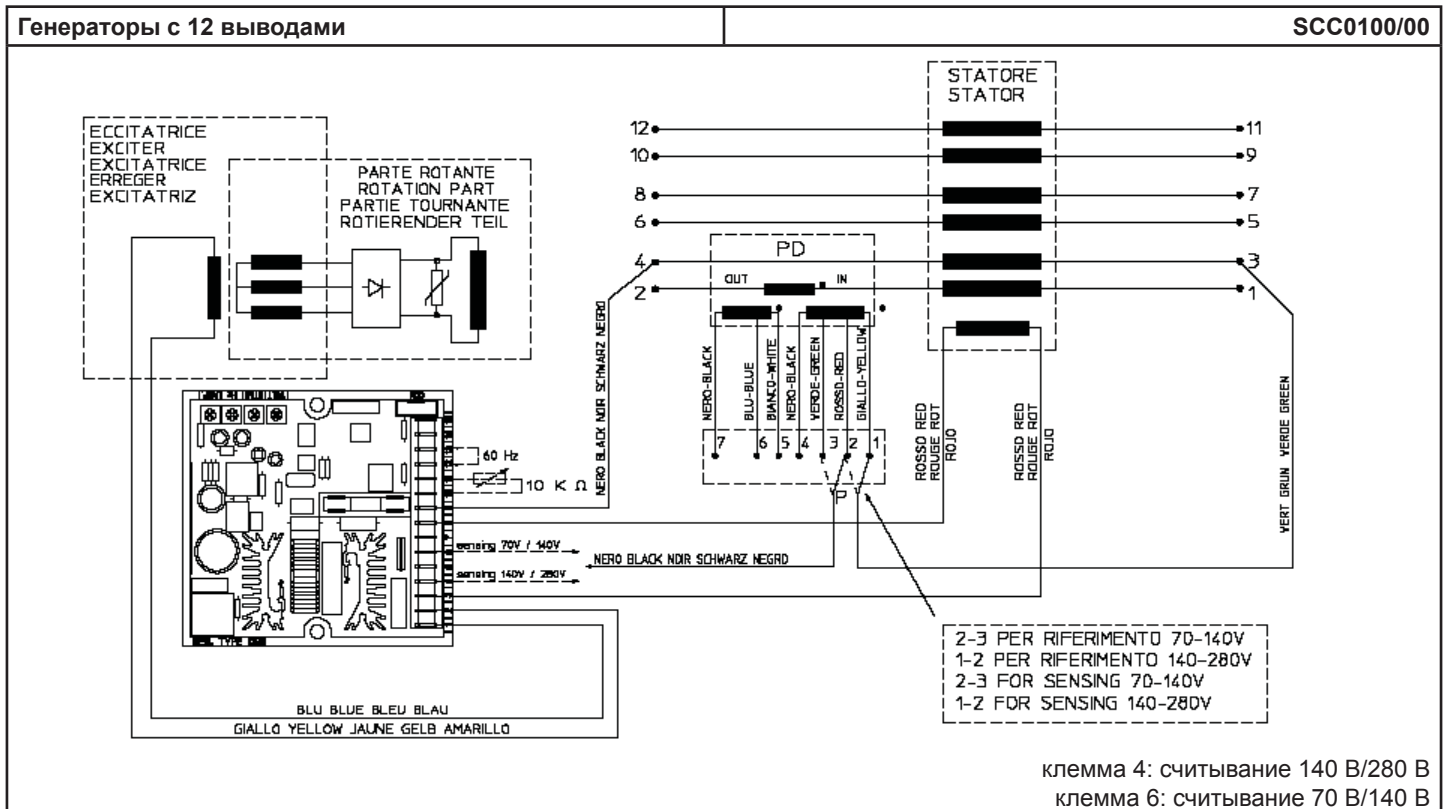 Генераторы с 12 выводами
SCC0100/00
STATORE
STATOR
ECCITATRICE
EXCITER
EXCITATRICE
ERREGER
EXCITATRIZ
PARTE ROTANTE
ROTATION PART
PARTIE TOURNANTE
ROTIERENDER TEIL
12
11
10
9
8
7
6
5
4
3
2
1
PD
OUT
IN
NERO-BLACK
BLU-BLUE
BIANCO-WHITE
NERO-BLACK
VERDE-GREEN
ROSSO-RED
GIALLO-YELLOW
7
6
5
4
3
2
1
P
NERO BLACK NOIR SCHWARZ NEGRO
ROSSO RED
ROUGE ROT
ROJO
ROSSO RED
ROUGE ROT
ROJO
VERT GRUN VERDE GREEN
60 Hz
10 K Ω
sensing 70V / 140V
sensing 140V / 280V
NERO BLACK NOIR SCHWARZ NEGRO
2-3 PER RIFERIMENTO 70-140V
1-2 PER RIFERIMENTO 140-280V
2-3 FOR SENSING 70-140V
1-2 FOR SENSING 140-280V
BLU BLUE BLEU BLAU
GIALLO YELLOW JAUNE GELB AMARILLO
клемма 4: считывание 140 В/280 В
клемма 6: считывание 70 В/140 В